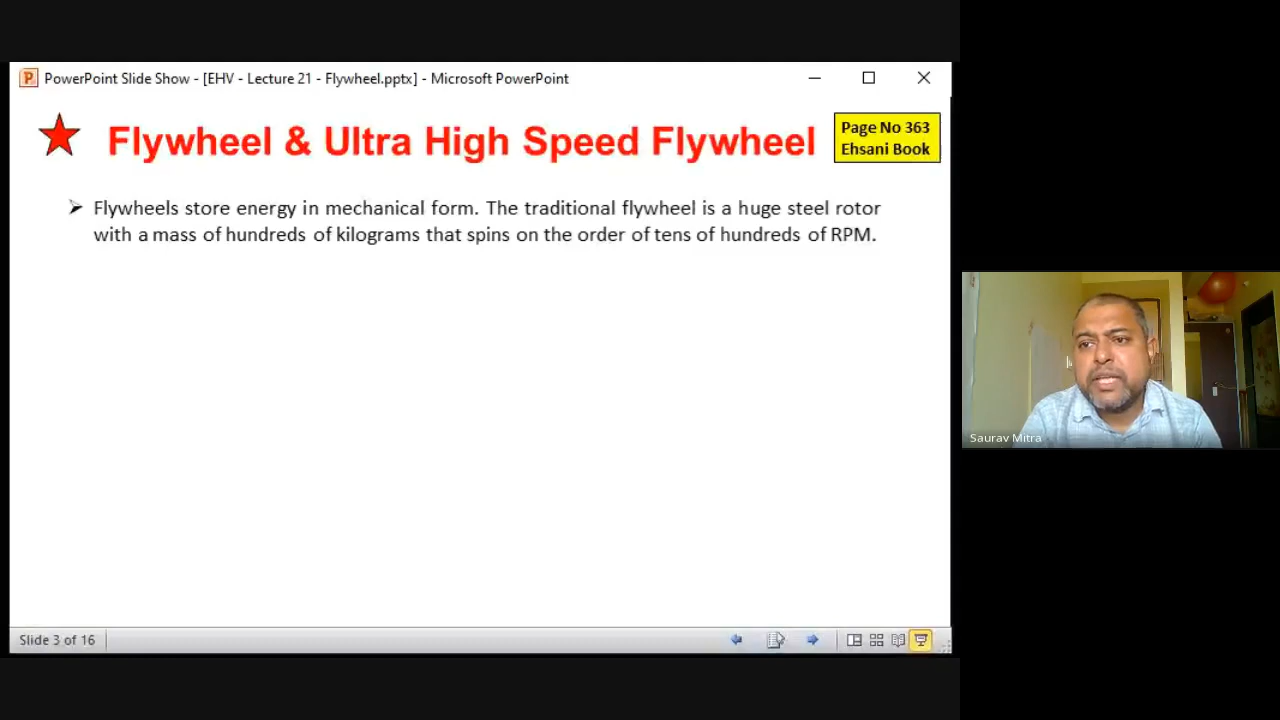 PowerPoint Slide Show - [EHV - Lecture 21 - Flywheel.pptx] - Microsoft PowerPoint
Flywheel & Ultra High Speed Flywheel
Page No 363
Ehsani Book
Flywheels store energy in mechanical form. The traditional flywheel is a huge steel rotor
with a mass of hundreds of kilograms that spins on the order of tens of hundreds of RPM.
Saurav Mitra
Slide 3 of 16